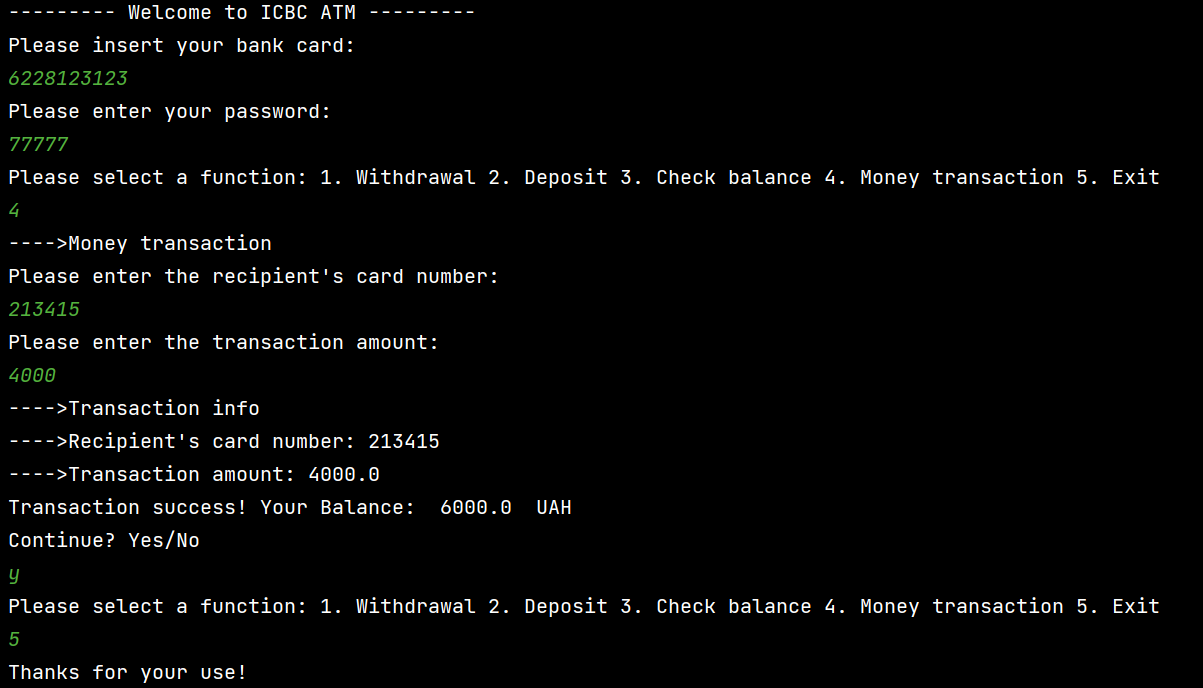 --------- Welcome to ICBC ATM ---------
Please insert your bank card:
6228123123
Please enter your password:
77777
Please select a function: 1. Withdrawal 2. Deposit 3. Check balance 4. Money transaction 5. Exit
4
---->Money transaction
Please enter the recipient's card number:
213415
Please enter the transaction amount:
4000
---->Transaction info
---->Recipient's card number: 213415
---->Transaction amount: 4000.0
Transaction success! Your Balance:  6000.0  UAH
Continue? Yes/No
y
Please select a function: 1. Withdrawal 2. Deposit 3. Check balance 4. Money transaction 5. Exit
5
Thanks for your use!